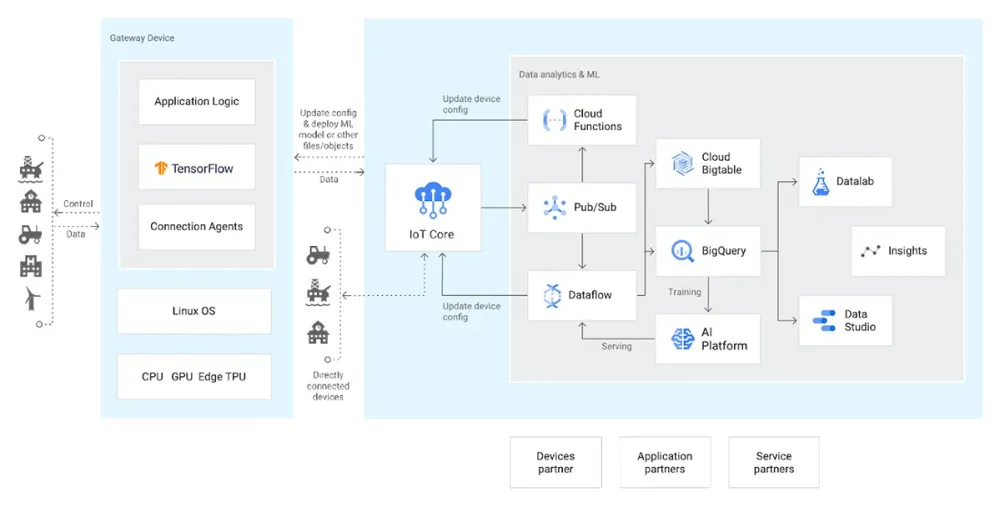 Gateway Device
Application Logic
TensorFlow
Connection Agents
Linux OS
CPU GPU Edge TPU
Control
Data
Update config
& deploy ML
model or other
files/objects
Data
Directly
connected
devices
IoT Core
Data analytics & ML
Update device
config
Cloud
Functions
Pub/Sub
Dataflow
Update device
config
Cloud
Bigtable
BigQuery
Training
AI
Platform
Serving
Datalab
Insights
Data
Studio
Devices
partner
Application
partners
Service
partners